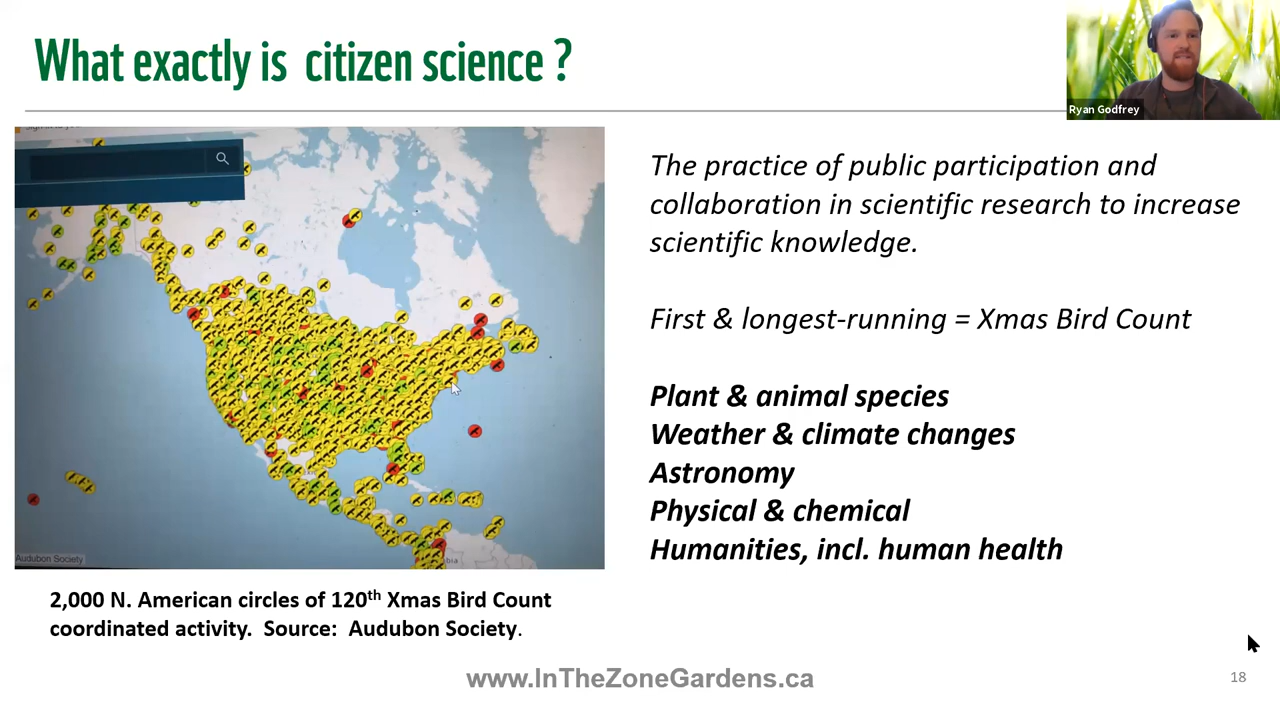 What exactly is citizen science ?
Ryan Godfrey
The practice of public participation and
collaboration in scientific research to increase
scientific knowledge.
First & longest-running = Xmas Bird Count
Plant & animal species
Weather & climate changes
Astronomy
Physical & chemical
Humanities, incl. human health
Audubon Society
2,000 N. American circles of 120th Xmas Bird Count
coordinated activity. Source: Audubon Society.
www.InTheZoneGardens.ca
18